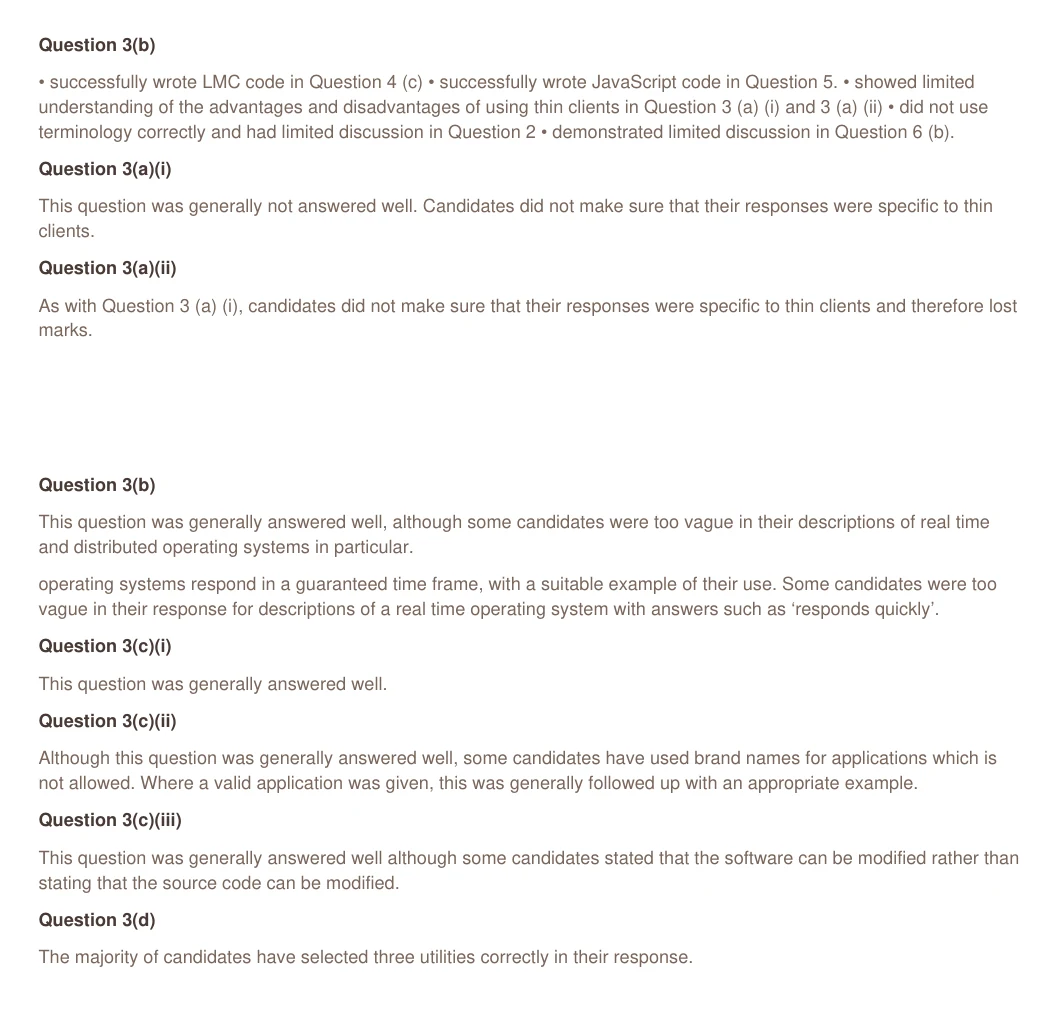 Question 3(b)
• successfully wrote LMC code in Question 4 (c) • successfully wrote JavaScript code in Question 5. • showed limited
understanding of the advantages and disadvantages of using thin clients in Question 3 (a) (i) and 3 (a) (ii) • did not use
terminology correctly and had limited discussion in Question 2 • demonstrated limited discussion in Question 6 (b).
Question 3(a)(i)
This question was generally not answered well. Candidates did not make sure that their responses were specific to thin
clients.
Question 3(a)(ii)
As with Question 3 (a) (i), candidates did not make sure that their responses were specific to thin clients and therefore lost
marks.
Question 3(b)
This question was generally answered well, although some candidates were too vague in their descriptions of real time
and distributed operating systems in particular.
operating systems respond in a guaranteed time frame, with a suitable example of their use. Some candidates were too
vague in their response for descriptions of a real time operating system with answers such as ‘responds quickly’.
Question 3(c)(i)
This question was generally answered well.
Question 3(c)(ii)
Although this question was generally answered well, some candidates have used brand names for applications which is
not allowed. Where a valid application was given, this was generally followed up with an appropriate example.
Question 3(c)(iii)
This question was generally answered well although some candidates stated that the software can be modified rather than
stating that the source code can be modified.
Question 3(d)
The majority of candidates have selected three utilities correctly in their response.